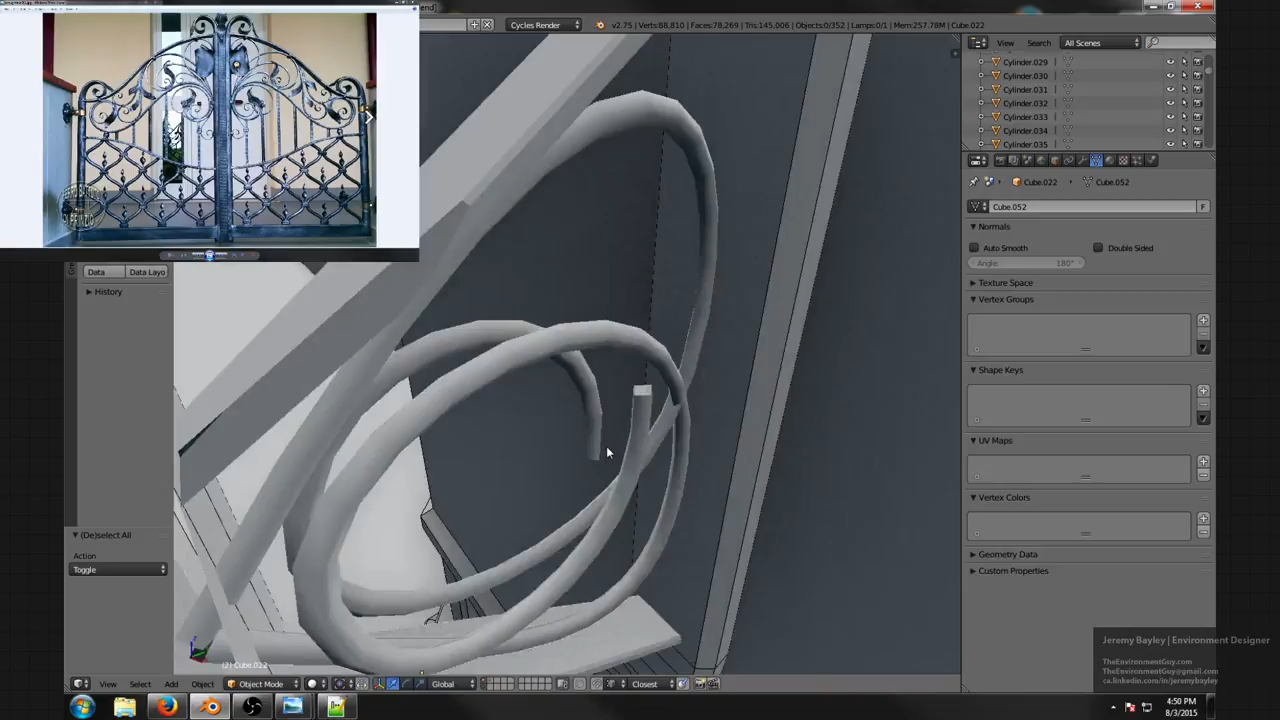 Cycles Render
v2.75 | Verts:88,810 | Faces:78,269 | Tris:145,006 | Objects:0/352 | Lamps:0/1 | Mem:257.78M | Cube.022
View Search All Scenes
Cylinder.029
Cylinder.030
Cylinder.031
Cylinder.032
Cylinder.033
Cylinder.034
Cylinder.035
Cube.022 Cube.052
Cube.052 F
Normals
Auto Smooth Double Sided
Angle: 180°
Texture Space
Vertex Groups
Shape Keys
UV Maps
Vertex Colors
Geometry Data
Custom Properties
Data Data Layo
History
(De)select All
Action
Toggle
(2) Cube.022
View Select Add Object Object Mode Global Closest
Jeremy Bayley | Environment Designer
TheEnvironmentGuy.com
TheEnvironmentGuy@gmail.com
ca.linkedin.com/in/jeremybayley
4:50 PM
8/3/2015